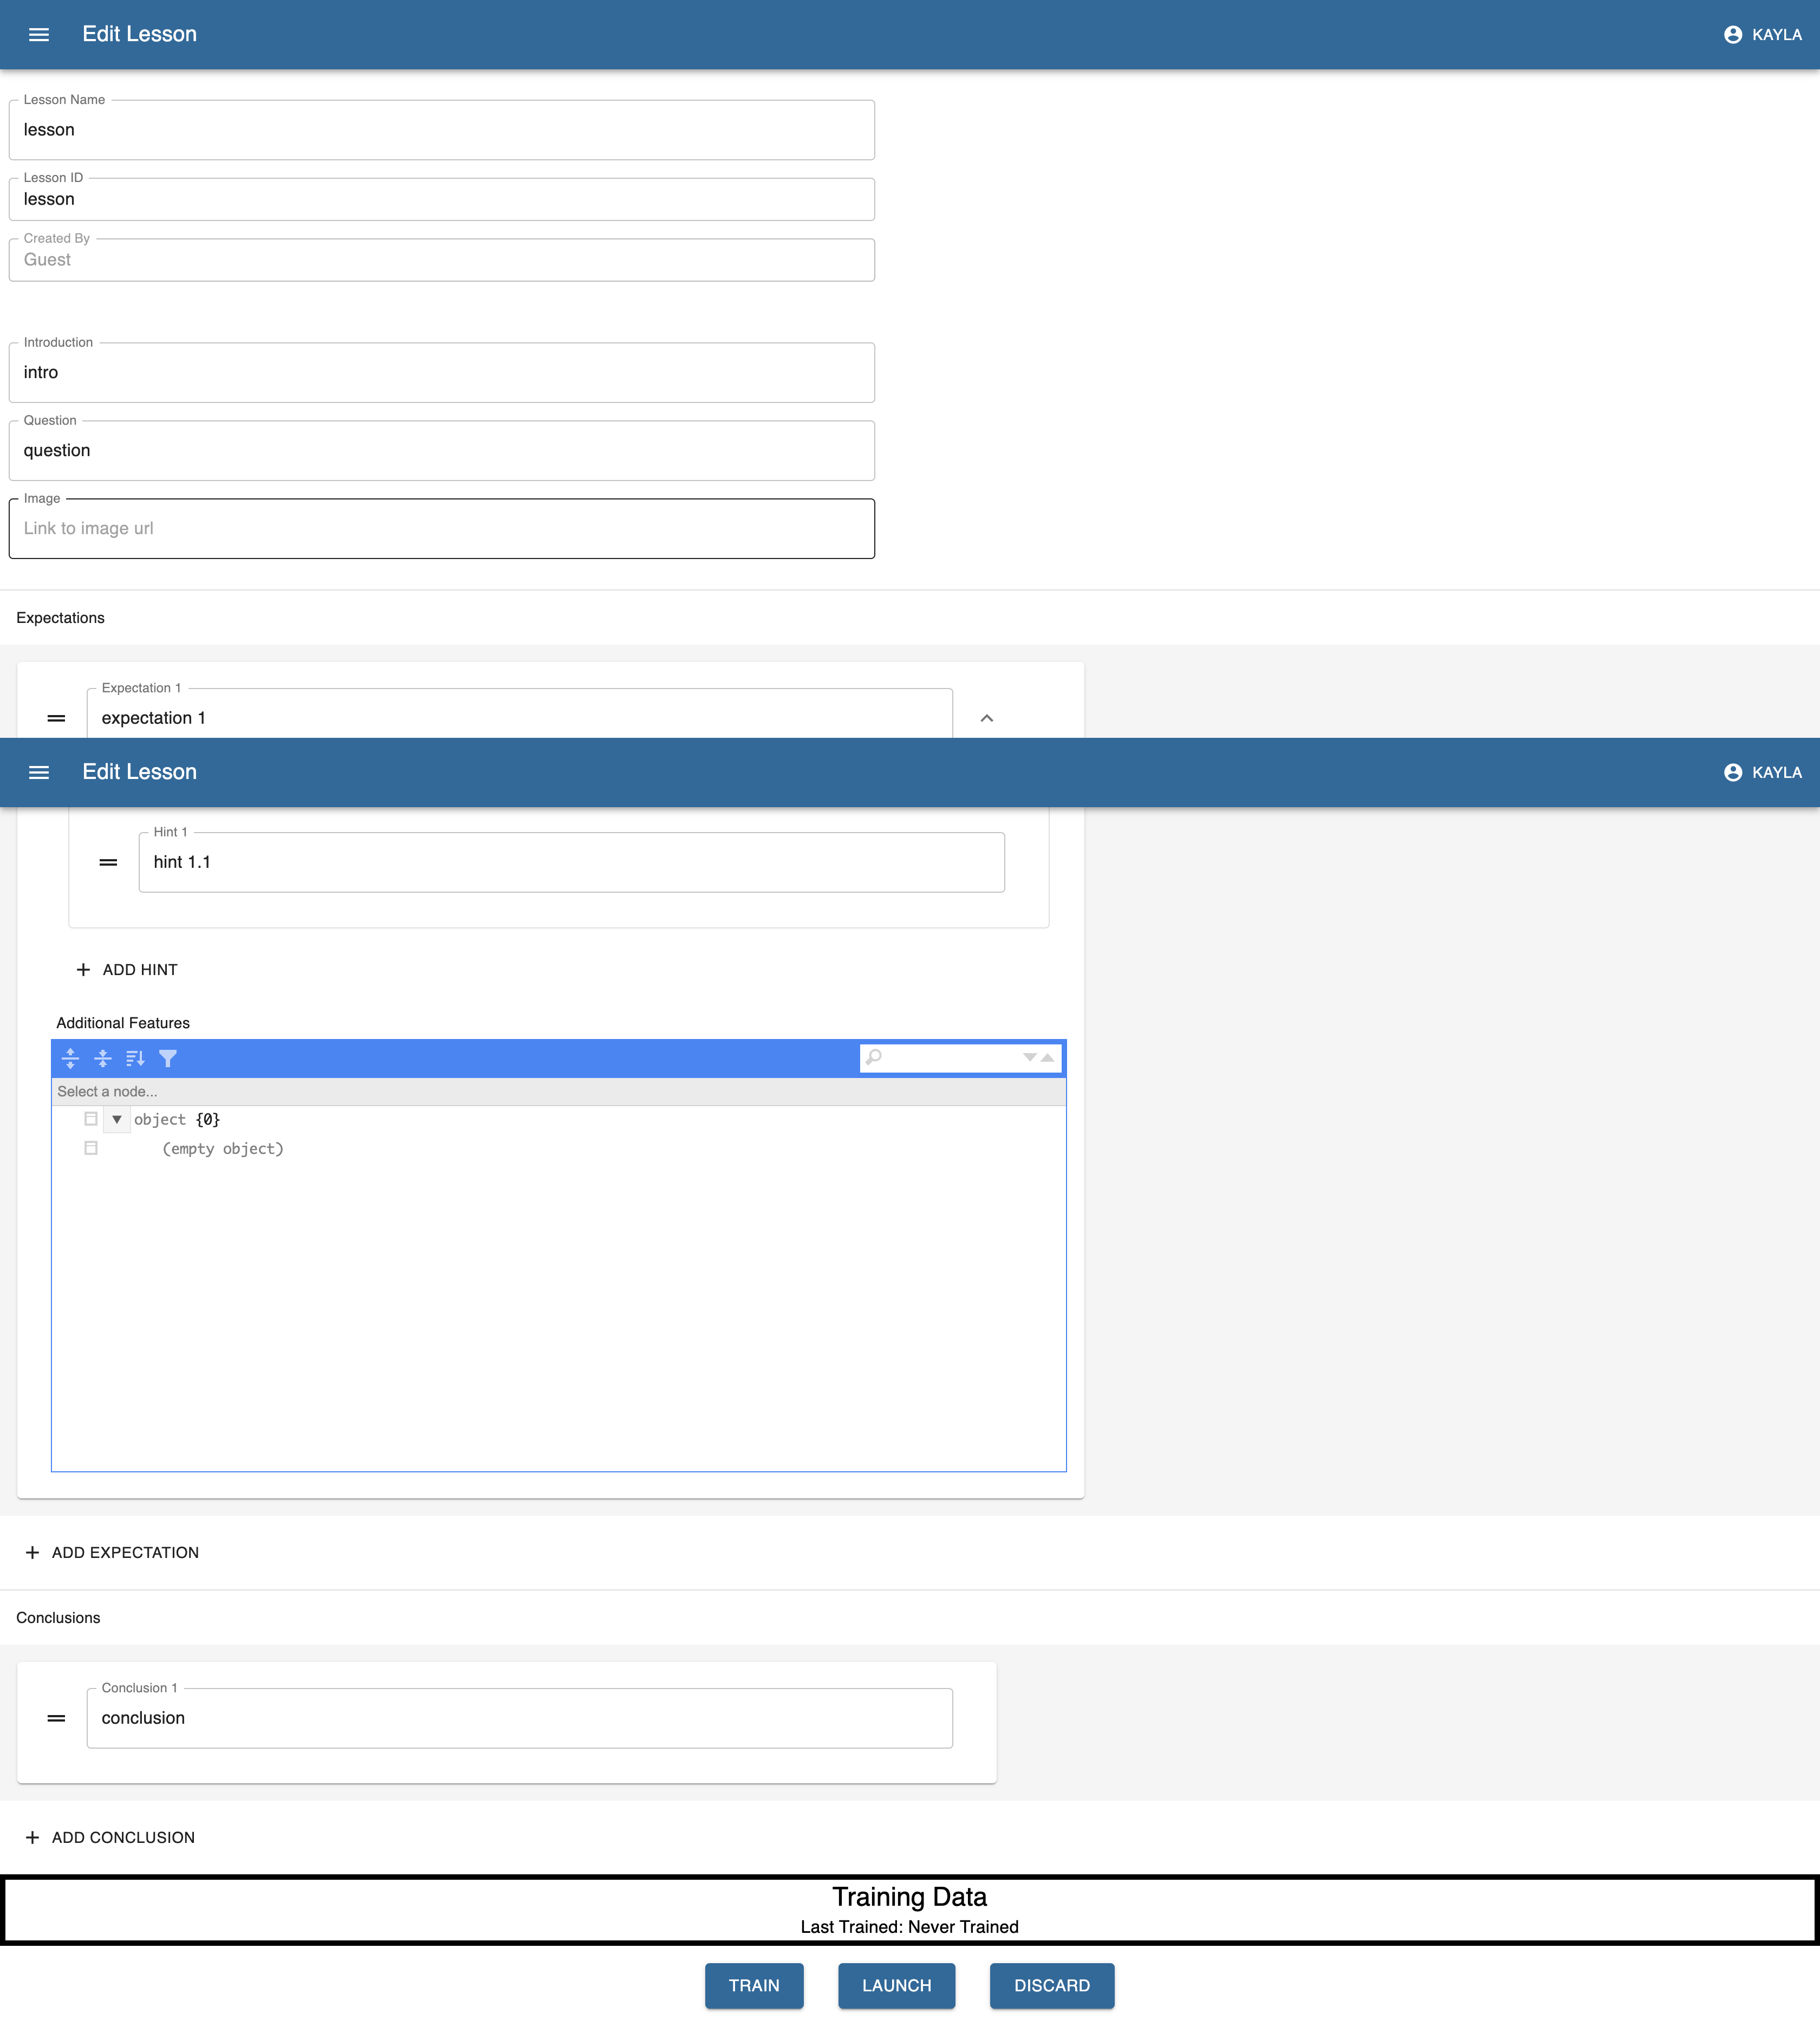 Edit Lesson
KAYLA
Lesson Name
lesson
Lesson ID
lesson
Created By
Guest
Introduction
intro
Question
question
Image
Link to image url
Expectations
Expectation 1
expectation 1
Edit Lesson
KAYLA
Hint 1
hint 1.1
ADD HINT
Additional Features
Select a node...
object {0}
(empty object)
ADD EXPECTATION
Conclusions
Conclusion 1
conclusion
ADD CONCLUSION
Training Data
Last Trained: Never Trained
TRAIN LAUNCH DISCARD